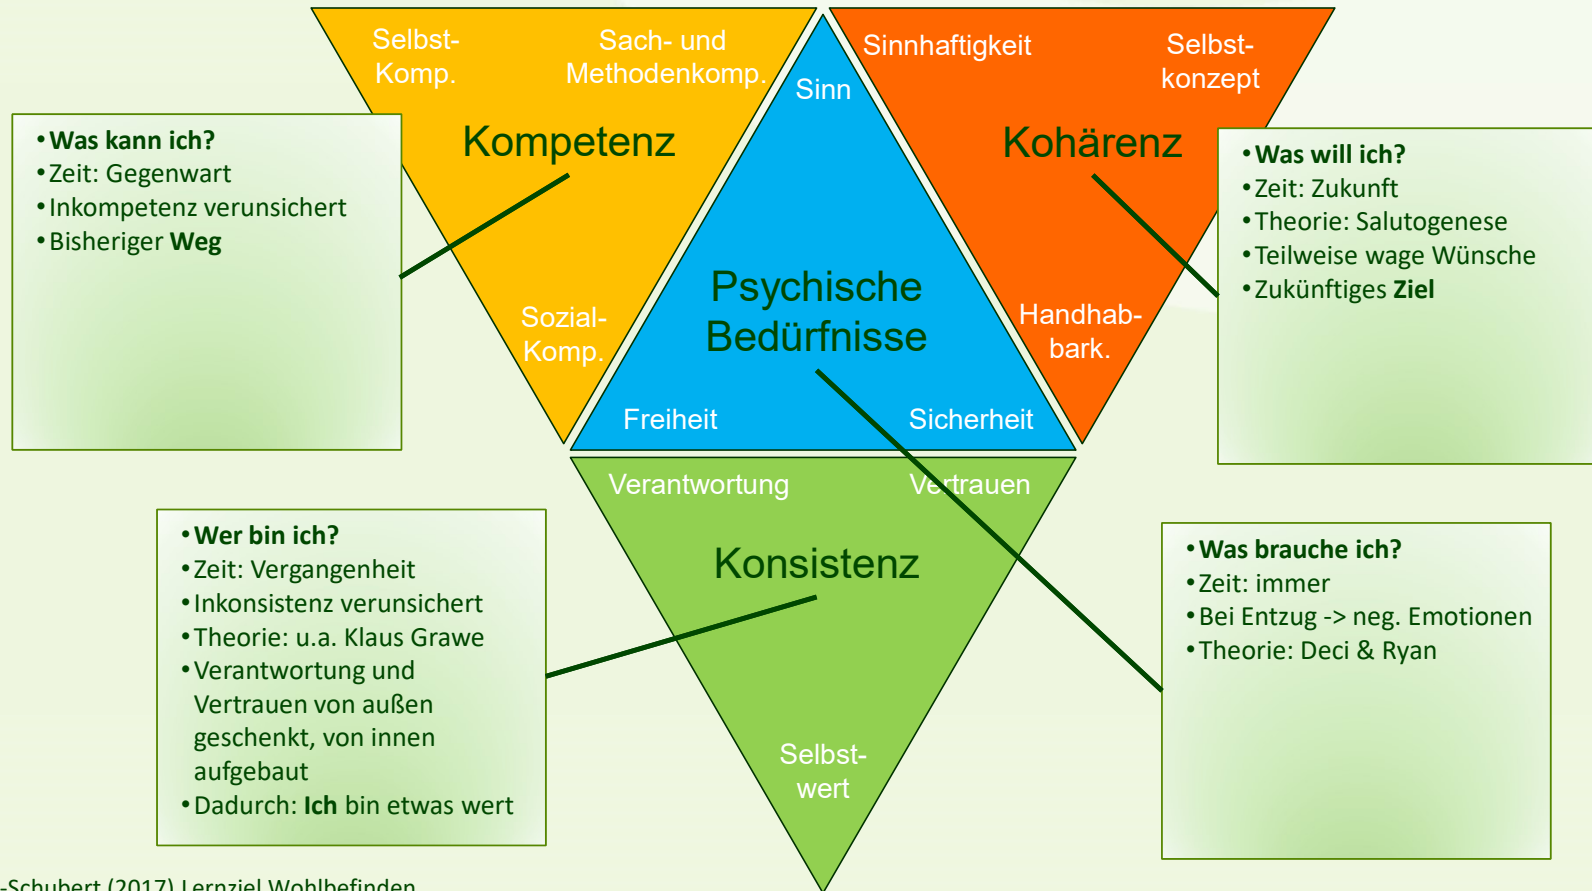 Selbst-
Komp.
Sach- und
Methodenkomp.
Kompetenz
Sozial-
Komp.
Sinn
Psychische
Bedürfnisse
Freiheit
Sicherheit
Sinnhaftigkeit
Selbst-
konzept
Kohärenz
Handhab-
bark.
Verantwortung
Vertrauen
Konsistenz
Selbst-
wert
• Was kann ich?
• Zeit: Gegenwart
• Inkompetenz verunsichert
• Bisheriger Weg
• Was will ich?
• Zeit: Zukunft
• Theorie: Salutogenese
• Teilweise wage Wünsche
• Zukünftiges Ziel
• Wer bin ich?
• Zeit: Vergangenheit
• Inkonsistenz verunsichert
• Theorie: u.a. Klaus Grawe
• Verantwortung und
Vertrauen von außen
geschenkt, von innen
aufgebaut
• Dadurch: Ich bin etwas wert
• Was brauche ich?
• Zeit: immer
• Bei Entzug -> neg. Emotionen
• Theorie: Deci & Ryan
-Schubert (2017) Lernziel Wohlbefinden